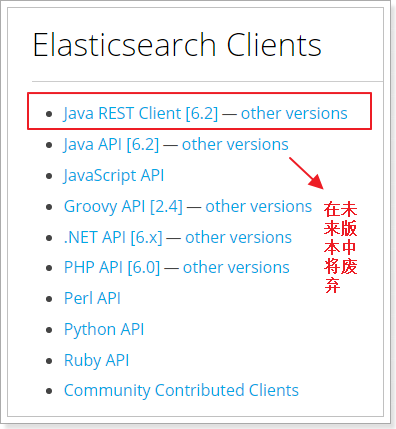 Elasticsearch Clients
Java REST Client [6.2] — other versions
Java API [6.2] — other versions
JavaScript API
Groovy API [2.4] — other versions
.NET API [6.x] — other versions
PHP API [6.0] — other versions
Perl API
Python API
Ruby API
Community Contributed Clients
在未
来版
本中
将废
弃